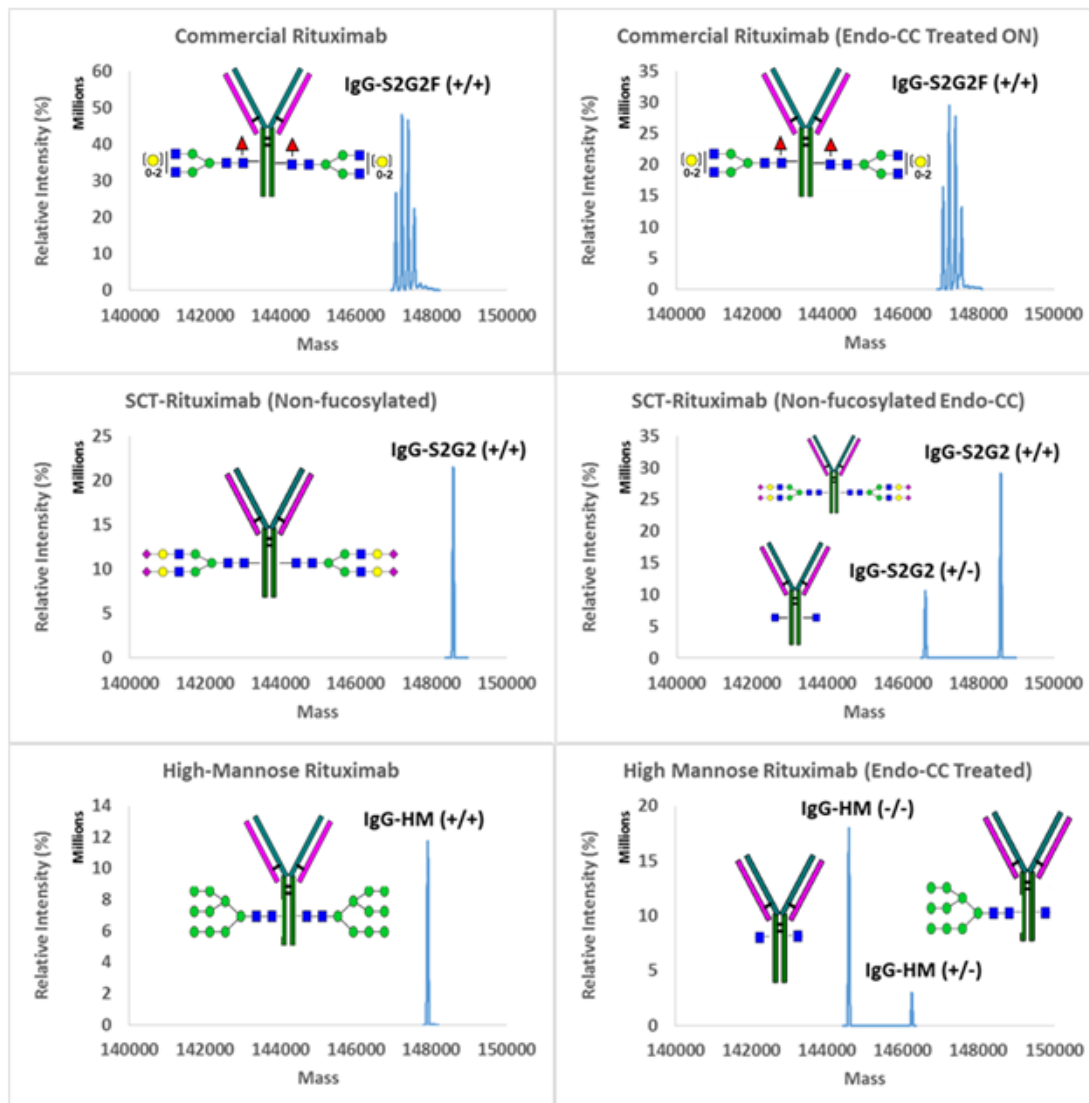 Commercial Rituximab
Relative Intensity (%)
Millions
60
50
40
30
20
10
0
IgG-S2G2F (+/+)
0-2
0-2
140000 142000 144000 146000 148000 150000
Mass
Commercial Rituximab (Endo-CC Treated ON)
Relative Intensity (%)
Millions
35
30
25
20
15
10
5
0
IgG-S2G2F (+/+)
0-2
0-2
140000 142000 144000 146000 148000 150000
Mass
SCT-Rituximab (Non-fucosylated)
Relative Intensity (%)
Millions
25
20
15
10
5
0
IgG-S2G2 (+/+)
140000 142000 144000 146000 148000 150000
Mass
SCT-Rituximab (Non-fucosylated Endo-CC)
Relative Intensity (%)
Millions
35
30
25
20
15
10
5
0
IgG-S2G2 (+/+)
IgG-S2G2 (+/-)
140000 142000 144000 146000 148000 150000
Mass
High-Mannose Rituximab
Relative Intensity (%)
Millions
14
12
10
8
6
4
2
0
IgG-HM (+/+)
140000 142000 144000 146000 148000 150000
Mass
High Mannose Rituximab (Endo-CC Treated)
Relative Intensity (%)
Millions
20
15
10
5
0
IgG-HM (-/-)
IgG-HM (+/-)
140000 142000 144000 146000 148000 150000
Mass